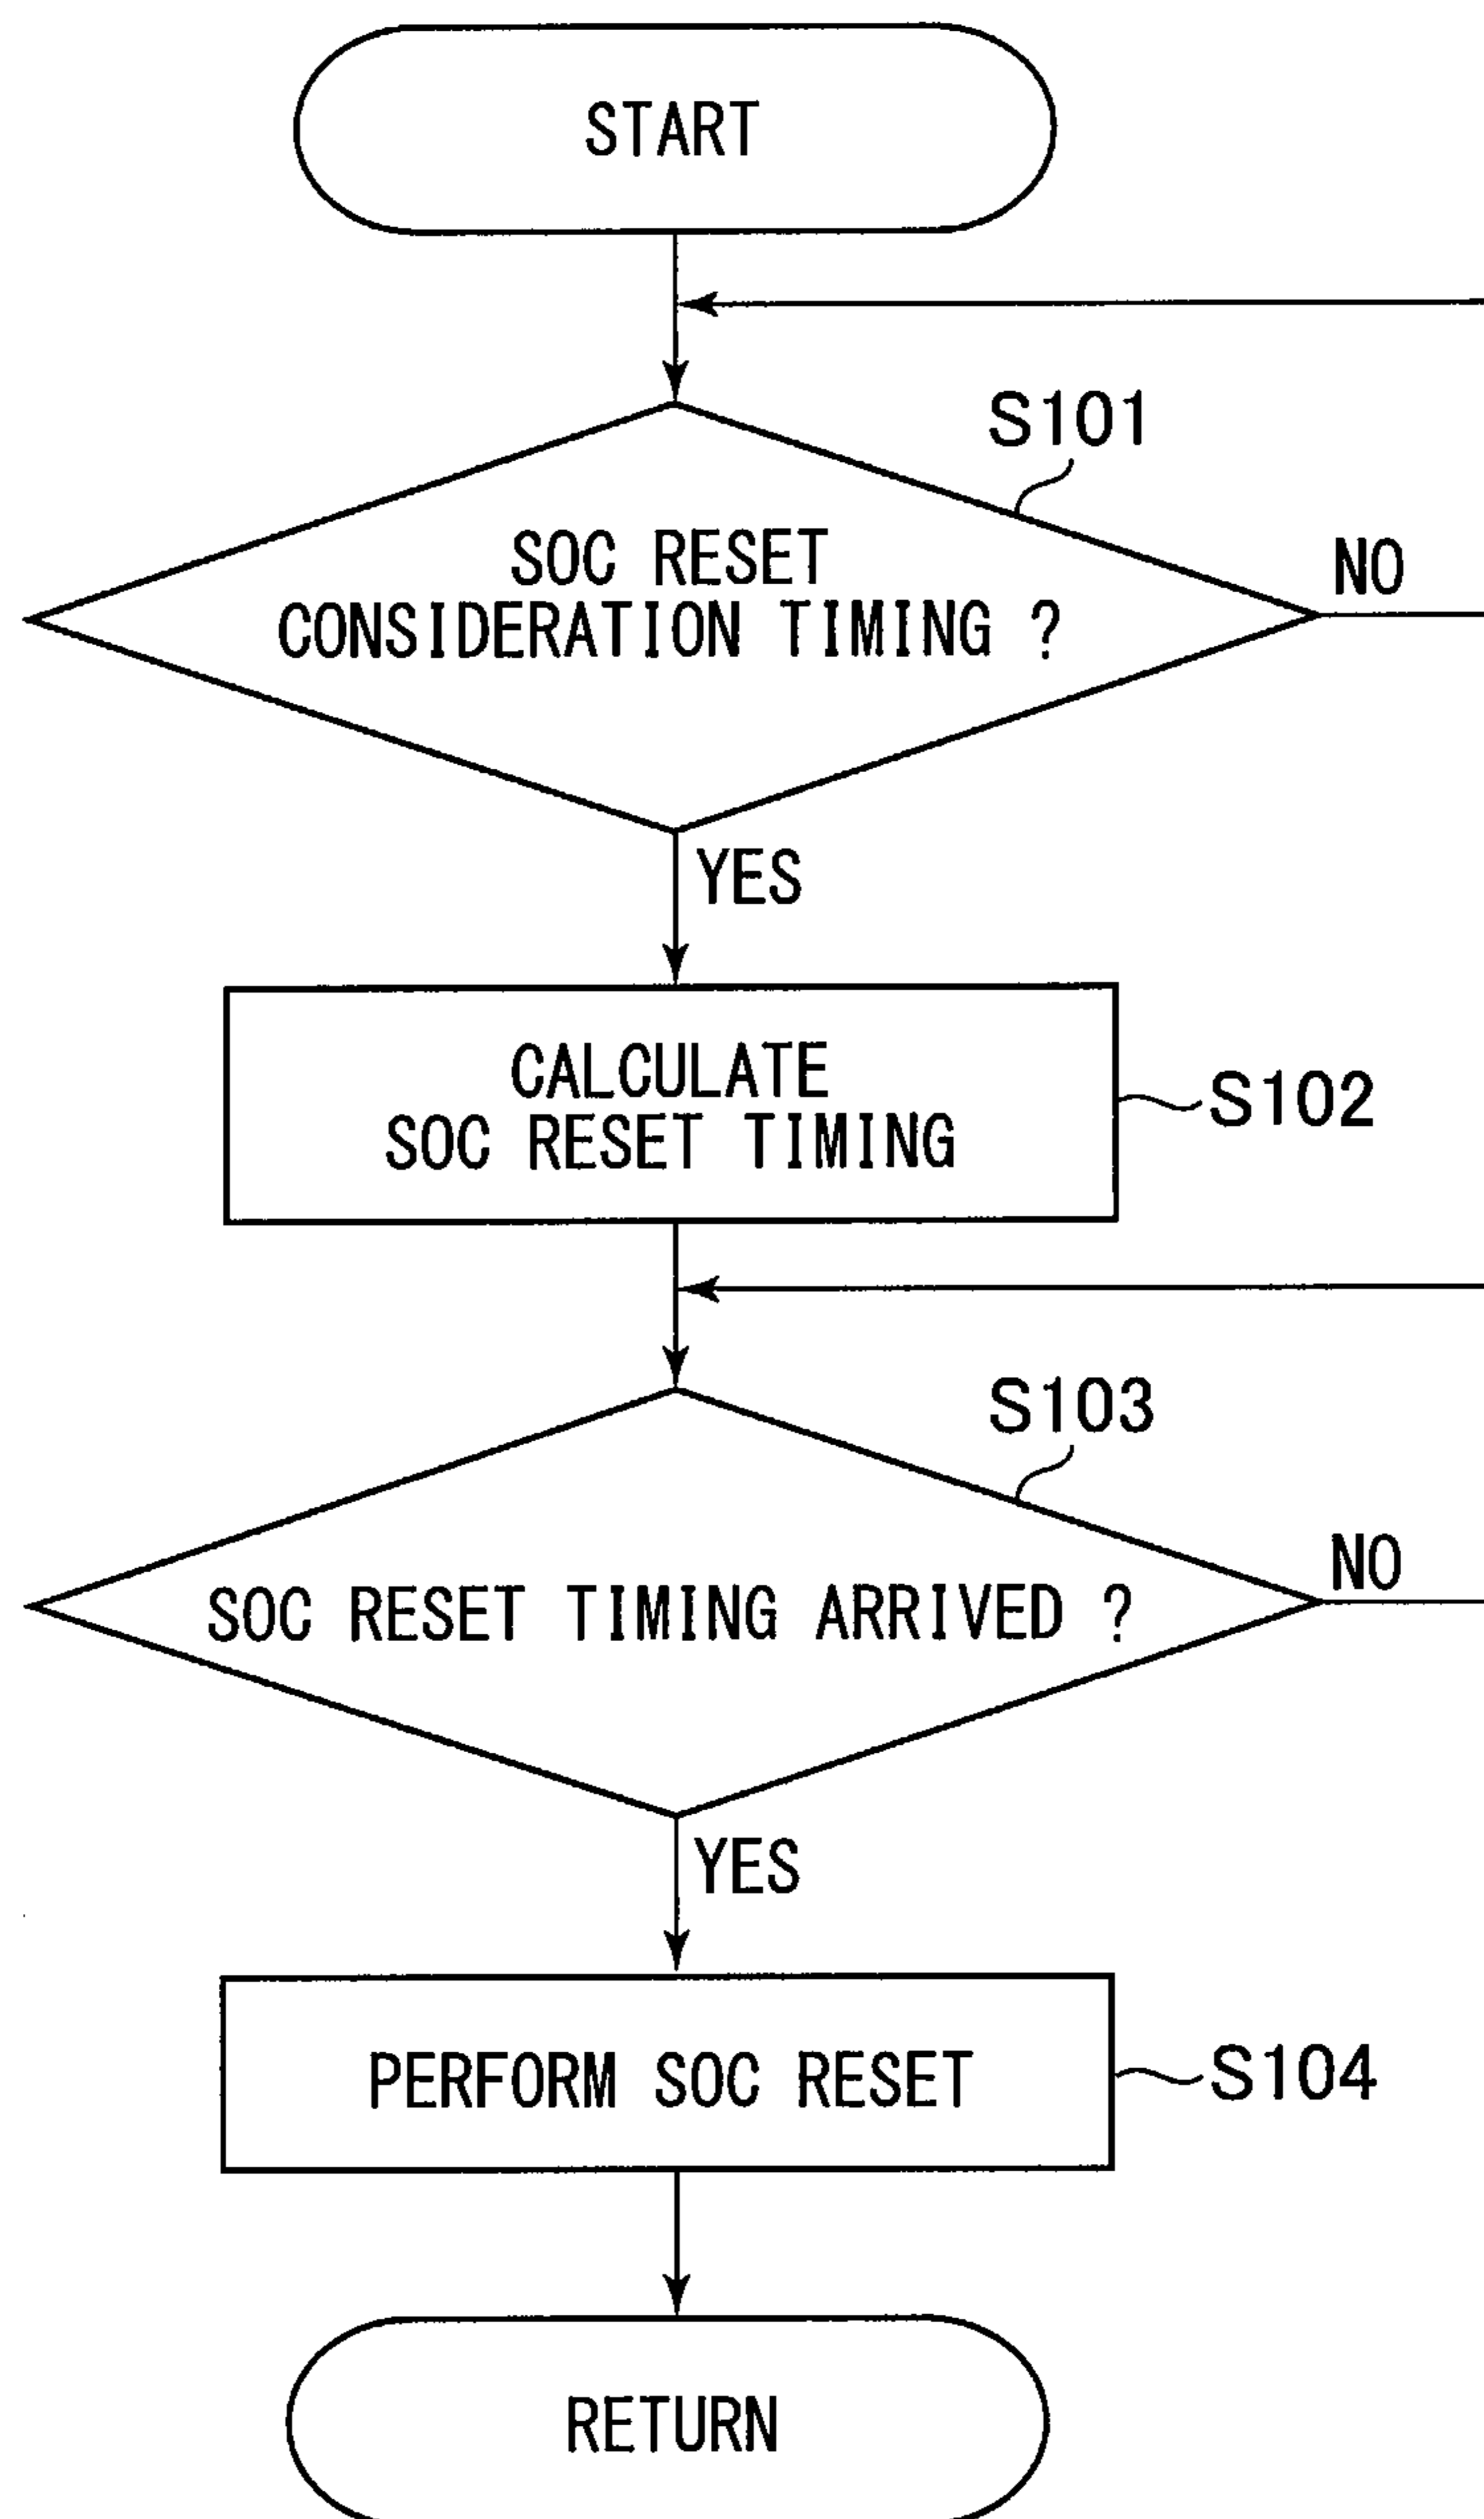 START
S101
SOC RESET
CONSIDERATION TIMING ?
NO
YES
CALCULATE
SOC RESET TIMING
S102
S103
SOC RESET TIMING ARRIVED ?
NO
YES
PERFORM SOC RESET
S104
RETURN